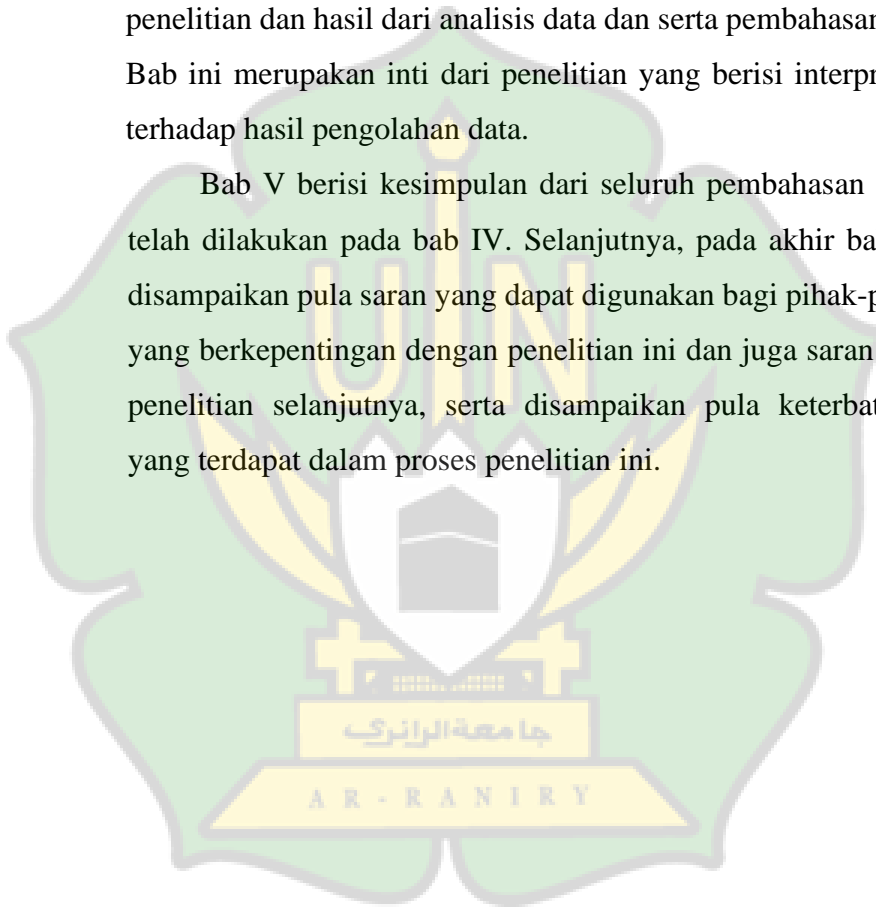 penelitian dan hasil dari analisis data dan serta pembahasan
Bab ini merupakan inti dari penelitian yang berisi interpr
terhadap hasil pengolahan data.
Bab V berisi kesimpulan dari seluruh pembahasan
telah dilakukan pada bab IV. Selanjutnya, pada akhir ba
disampaikan pula saran yang dapat digunakan bagi pihak-p
yang berkepentingan dengan penelitian ini dan juga saran
penelitian selanjutnya, serta disampaikan pula keterbat
yang terdapat dalam proses penelitian ini.
UIN
جامعة الرانري
AR-RANIRY